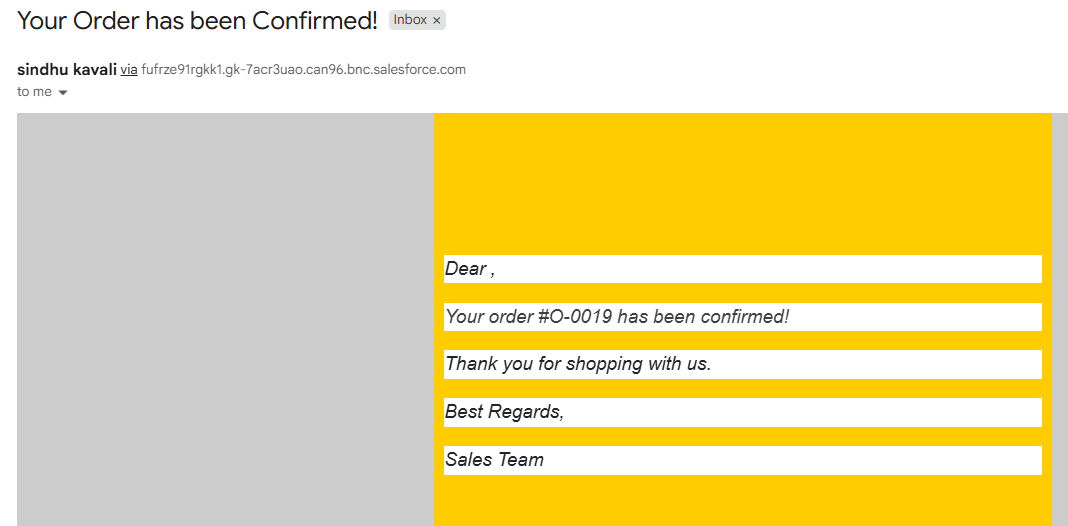 Your Order has been Confirmed! Inbox ×
sindhu kavali via fufrze91rgkk1.gk-7acr3uao.can96.bnc.salesforce.com
to me
Dear ,
Your order #O-0019 has been confirmed!
Thank you for shopping with us.
Best Regards,
Sales Team